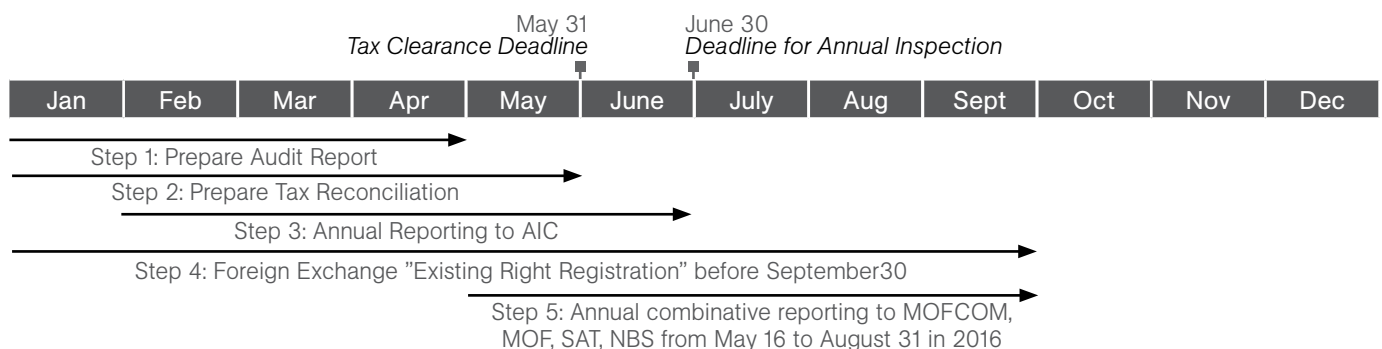 May 31
Tax Clearance Deadline
June 30
Deadline for Annual Inspection
Jan Feb Mar Apr May June July Aug Sept Oct Nov Dec
Step 1: Prepare Audit Report
Step 2: Prepare Tax Reconciliation
Step 3: Annual Reporting to AIC
Step 4: Foreign Exchange ”Existing Right Registration” before September30
Step 5: Annual combinative reporting to MOFCOM,
MOF, SAT, NBS from May 16 to August 31 in 2016